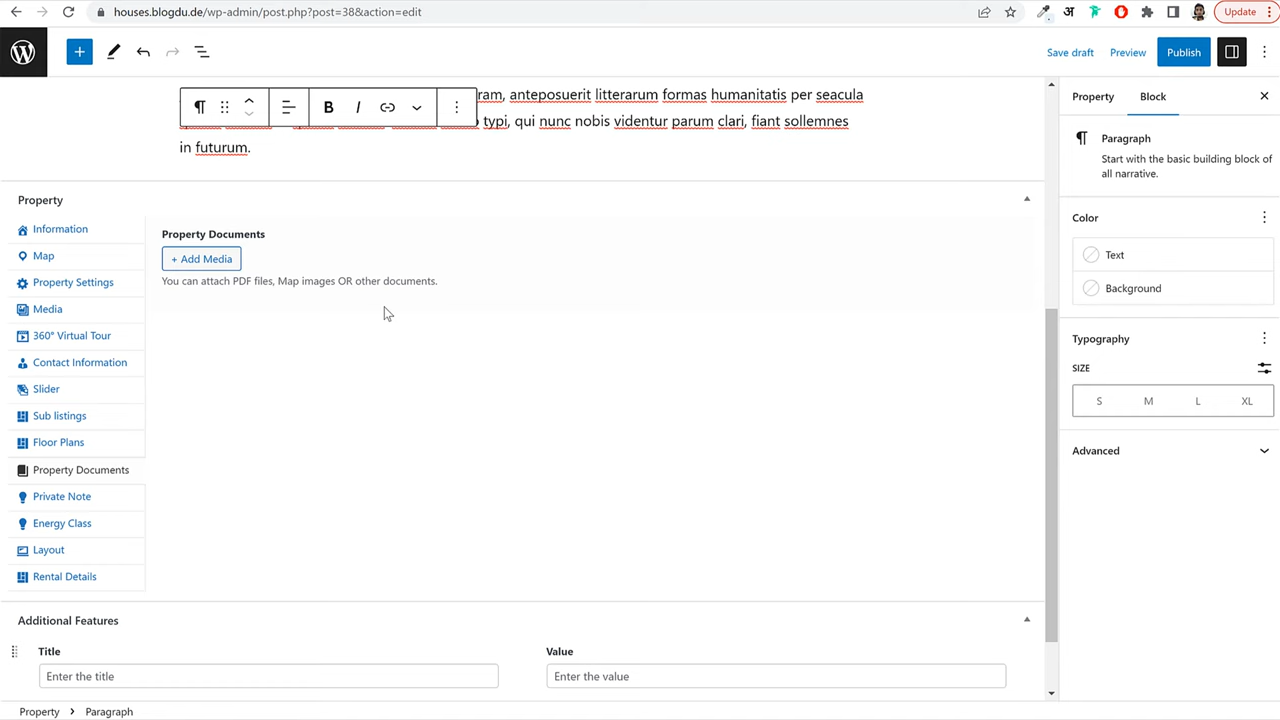 houses.blogdu.de/wp-admin/post.php?post=38&action=edit
अ
Update
Save draft
Preview
Publish
ram, anteposuerit litterarum formas humanitatis per seacula
typi, qui nunc nobis videntur parum clari, fiant sollemnes
in futurum.
B
I
Property
Information
Map
Property Settings
Media
360° Virtual Tour
Contact Information
Slider
Sub listings
Floor Plans
Property Documents
Private Note
Energy Class
Layout
Rental Details
Property Documents
+ Add Media
You can attach PDF files, Map images OR other documents.
Additional Features
Title
Enter the title
Value
Enter the value
Property > Paragraph
Property
Block
Paragraph
Start with the basic building block of
all narrative.
Color
Text
Background
Typography
SIZE
S
M
L
XL
Advanced